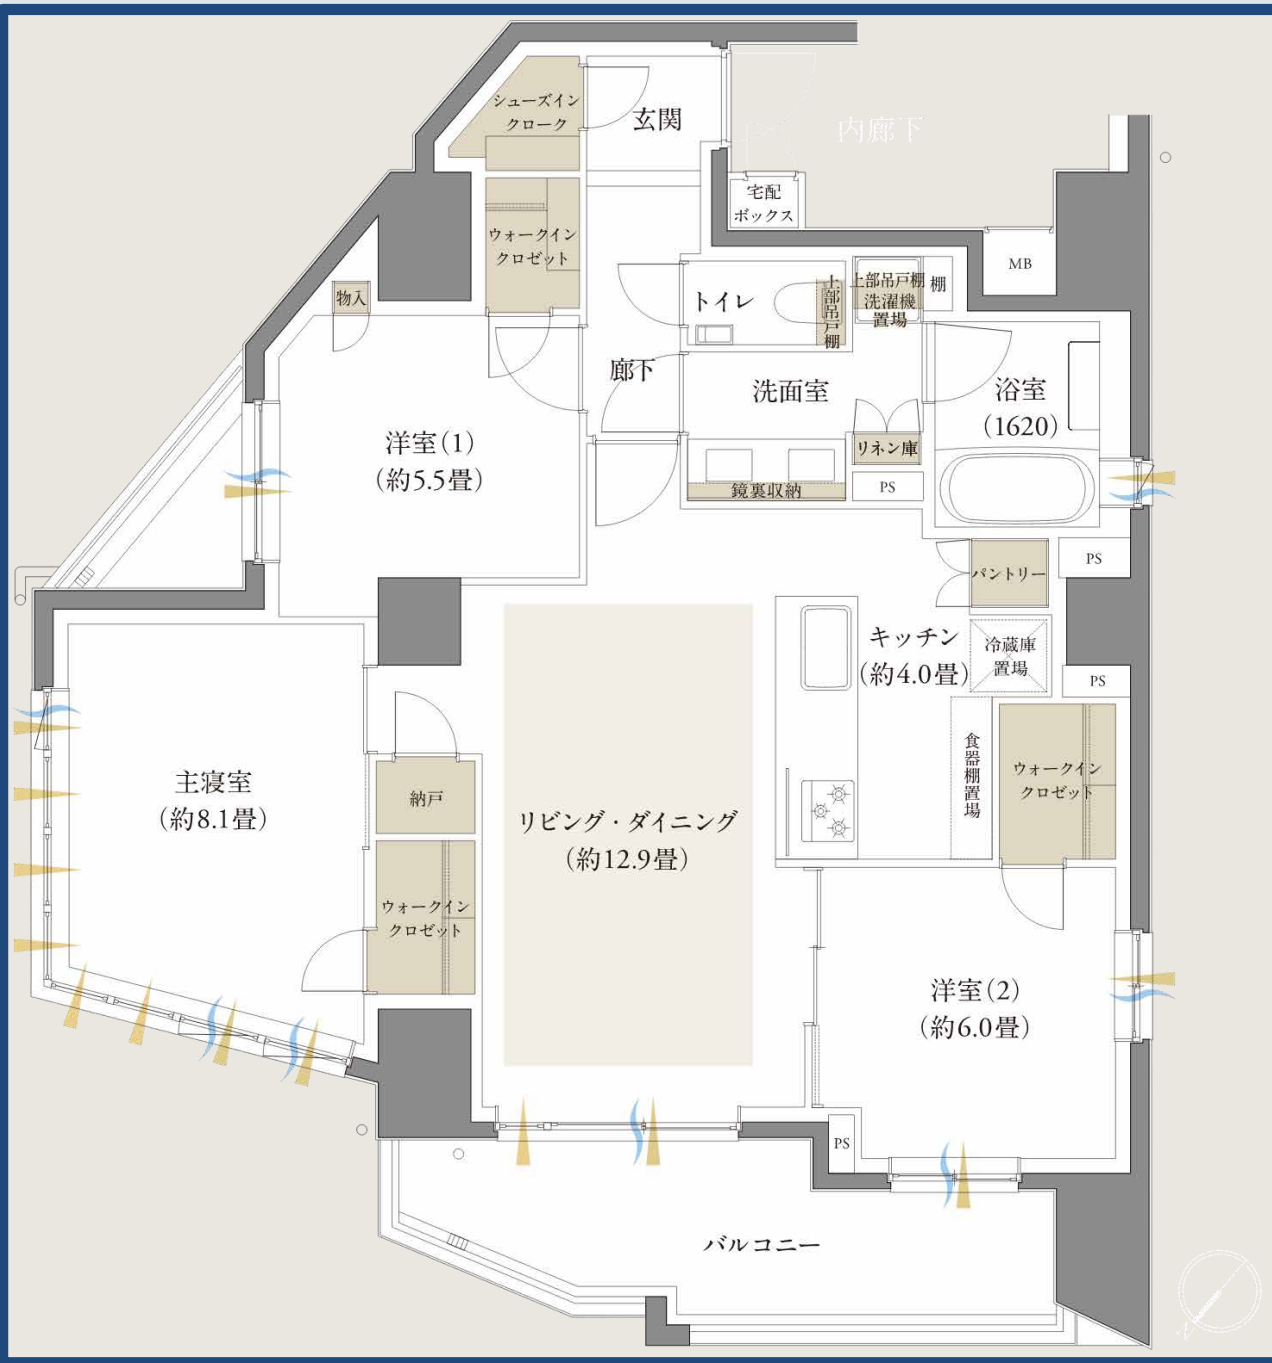 シューズイン
クローク
玄関
内廊下
宅配
ボックス
ウォークイン
クロゼット
MB
物入
トイレ
上部吊戸棚
上部吊戸棚
洗濯機
置場
棚
廊下
洗面室
浴室
(1620)
洋室(1)
(約5.5畳)
リネン庫
鏡裏収納
PS
パントリー
PS
キッチン
(約4.0畳)
冷蔵庫
置場
PS
食器棚置場
ウォークイン
クロゼット
主寝室
(約8.1畳)
納戸
リビング・ダイニング
(約12.9畳)
ウォークイン
クロゼット
洋室(2)
(約6.0畳)
PS
バルコニー